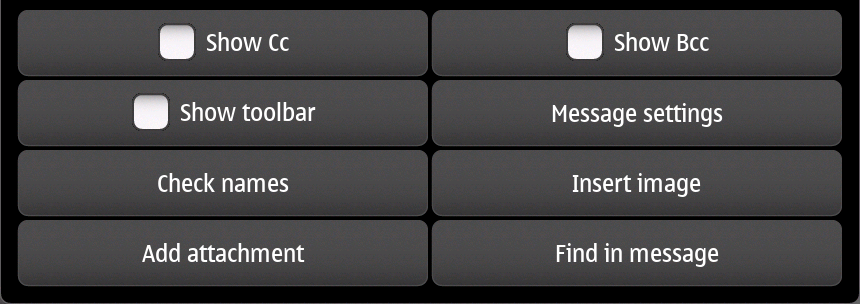 Show Cc
Show Bcc
Show toolbar
Message settings
Check names
Insert image
Add attachment
Find in message